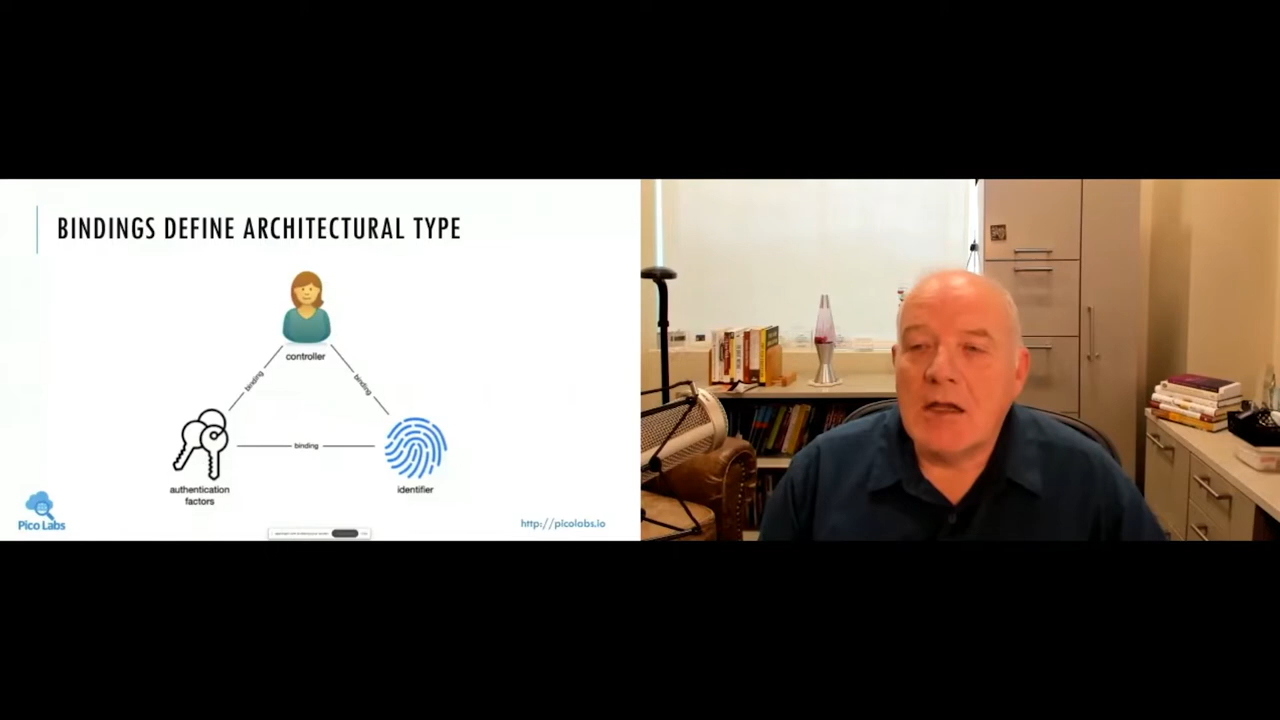 BINDINGS DEFINE ARCHITECTURAL TYPE
controller
binding
binding
binding
authentication
factors
identifier
Pico Labs
http://picolabs.io